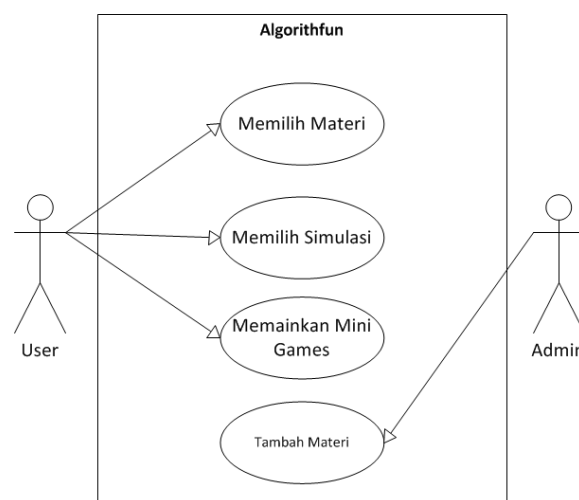 Algorithfun
Memilih Materi
Memilih Simulasi
Memainkan Mini
Games
User
Admin
Tambah Materi